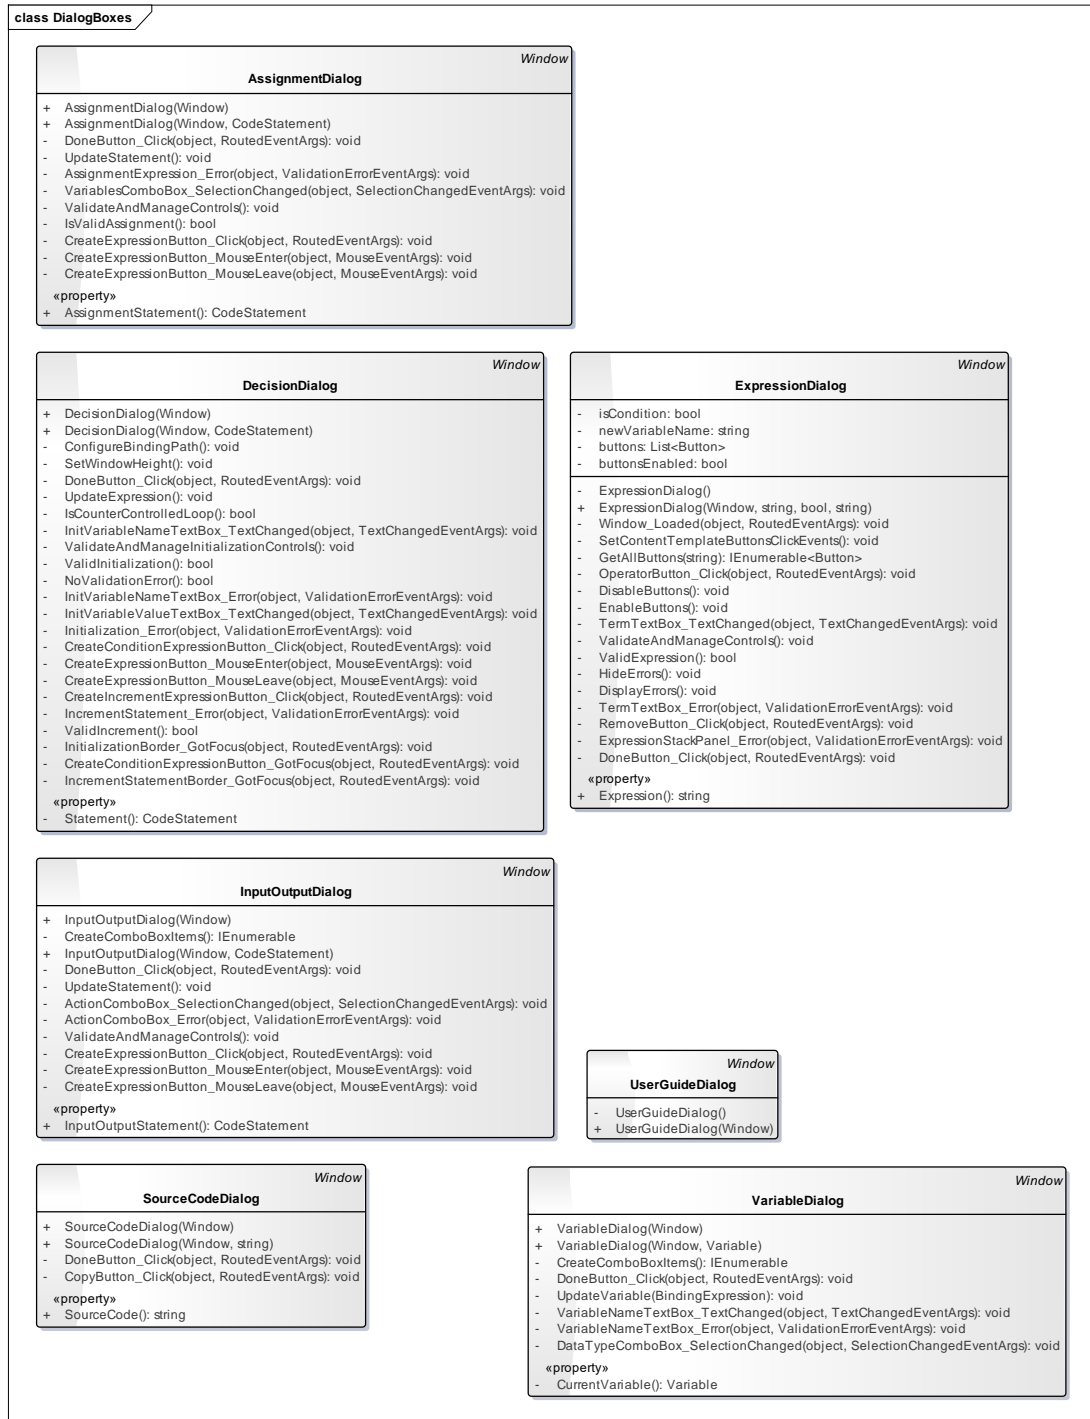 class DialogBoxes
Window
AssignmentDialog
+ AssignmentDialog(Window)
+ AssignmentDialog(Window, CodeStatement)
- DoneButton_Click(object, RoutedEventArgs): void
- UpdateStatement(): void
- AssignmentExpression_Error(object, ValidationErrorEventArgs): void
- VariablesComboBox_SelectionChanged(object, SelectionChangedEventArgs): void
- ValidateAndManageControls(): void
- IsValidAssignment(): bool
- CreateExpressionButton_Click(object, RoutedEventArgs): void
- CreateExpressionButton_MouseEnter(object, MouseEventArgs): void
- CreateExpressionButton_MouseLeave(object, MouseEventArgs): void
«property»
+ AssignmentStatement(): CodeStatement
Window
DecisionDialog
+ DecisionDialog(Window)
+ DecisionDialog(Window, CodeStatement)
- ConfigureBindingPath(): void
- SetWindowHeight(): void
- DoneButton_Click(object, RoutedEventArgs): void
- UpdateExpression(): void
- IsCounterControlledLoop(): bool
- InitVariableNameTextBox_TextChanged(object, TextChangedEventArgs): void
- ValidateAndManageInitializationControls(): void
- ValidInitialization(): bool
- NoValidationError(): bool
- InitVariableNameTextBox_Error(object, ValidationErrorEventArgs): void
- InitVariableValueTextBox_TextChanged(object, TextChangedEventArgs): void
- Initialization_Error(object, ValidationErrorEventArgs): void
- CreateConditionExpressionButton_Click(object, RoutedEventArgs): void
- CreateExpressionButton_MouseEnter(object, MouseEventArgs): void
- CreateExpressionButton_MouseLeave(object, MouseEventArgs): void
- CreateIncrementExpressionButton_Click(object, RoutedEventArgs): void
- IncrementStatement_Error(object, ValidationErrorEventArgs): void
- ValidIncrement(): bool
- InitializationBorder_GotFocus(object, RoutedEventArgs): void
- CreateConditionExpressionButton_GotFocus(object, RoutedEventArgs): void
- IncrementStatementBorder_GotFocus(object, RoutedEventArgs): void
«property»
- Statement(): CodeStatement
Window
ExpressionDialog
- isCondition: bool
- newVariableName: string
- buttons: List<Button>
- buttonsEnabled: bool
- ExpressionDialog()
+ ExpressionDialog(Window, string, bool, string)
- Window_Loaded(object, RoutedEventArgs): void
- SetContentTemplateButtonsClickEvents(): void
- GetAllButtons(string): IEnumerable<Button>
- OperatorButton_Click(object, RoutedEventArgs): void
- DisableButtons(): void
- EnableButtons(): void
- TermTextBox_TextChanged(object, TextChangedEventArgs): void
- ValidateAndManageControls(): void
- ValidExpression(): bool
- HideErrors(): void
- DisplayErrors(): void
- TermTextBox_Error(object, ValidationErrorEventArgs): void
- RemoveButton_Click(object, RoutedEventArgs): void
- ExpressionStackPanel_Error(object, ValidationErrorEventArgs): void
- DoneButton_Click(object, RoutedEventArgs): void
«property»
+ Expression(): string
Window
InputOutputDialog
+ InputOutputDialog(Window)
- CreateComboBoxItems(): IEnumerable
+ InputOutputDialog(Window, CodeStatement)
- DoneButton_Click(object, RoutedEventArgs): void
- UpdateStatement(): void
- ActionComboBox_SelectionChanged(object, SelectionChangedEventArgs): void
- ActionComboBox_Error(object, ValidationErrorEventArgs): void
- ValidateAndManageControls(): void
- CreateExpressionButton_Click(object, RoutedEventArgs): void
- CreateExpressionButton_MouseEnter(object, MouseEventArgs): void
- CreateExpressionButton_MouseLeave(object, MouseEventArgs): void
«property»
+ InputOutputStatement(): CodeStatement
Window
UserGuideDialog
- UserGuideDialog()
+ UserGuideDialog(Window)
Window
SourceCodeDialog
+ SourceCodeDialog(Window)
+ SourceCodeDialog(Window, string)
- DoneButton_Click(object, RoutedEventArgs): void
- CopyButton_Click(object, RoutedEventArgs): void
«property»
+ SourceCode(): string
Window
VariableDialog
+ VariableDialog(Window)
+ VariableDialog(Window, Variable)
- CreateComboBoxItems(): IEnumerable
- DoneButton_Click(object, RoutedEventArgs): void
- UpdateVariable(BindingExpression): void
- VariableNameTextBox_TextChanged(object, TextChangedEventArgs): void
- VariableNameTextBox_Error(object, ValidationErrorEventArgs): void
- DataTypeComboBox_SelectionChanged(object, SelectionChangedEventArgs): void
«property»
- CurrentVariable(): Variable